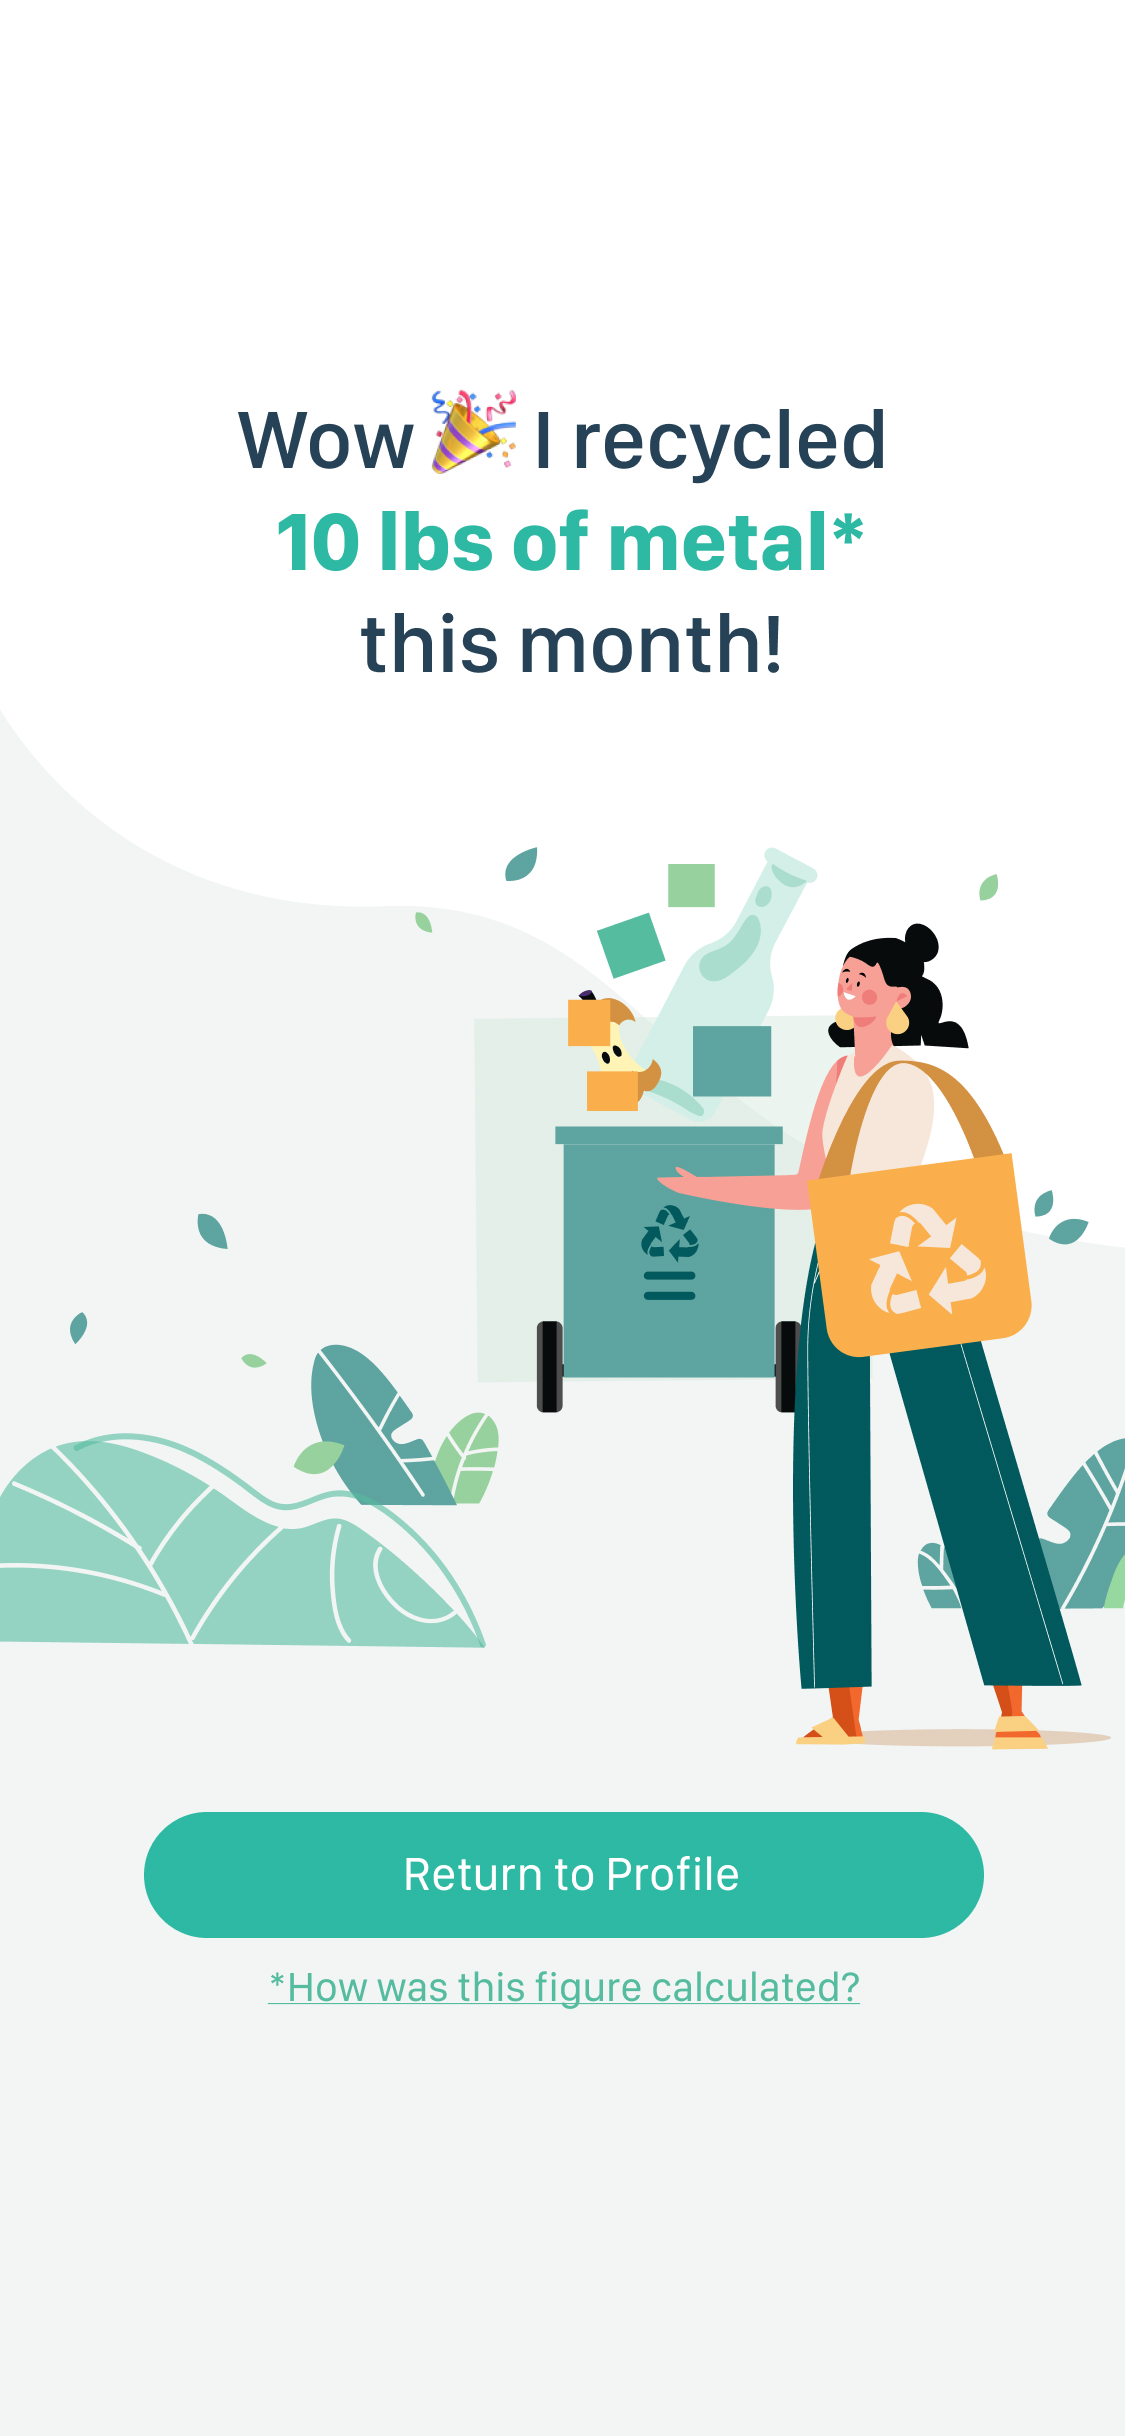 Wow 🎉 I recycled
10 lbs of metal*
this month!
Return to Profile
*How was this figure calculated?